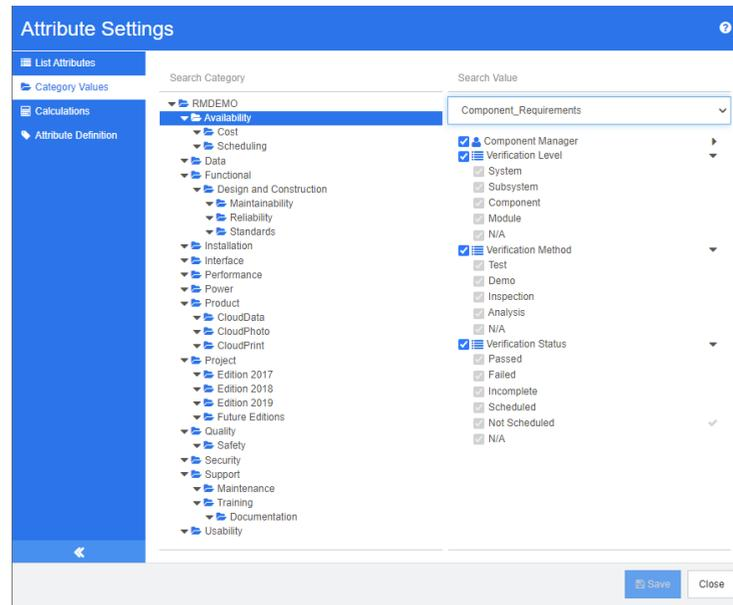 Attribute Settings
List Attributes
Category Values
Calculations
Attribute Definition
Search Category
RMDEMO
Availability
Cost
Scheduling
Data
Functional
Design and Construction
Maintainability
Reliability
Standards
Installation
Interface
Performance
Power
Product
CloudData
CloudPhoto
CloudPrint
Project
Edition 2017
Edition 2018
Edition 2019
Future Editions
Quality
Safety
Security
Support
Maintenance
Training
Documentation
Usability
Search Value
Component_Requirements
Component Manager
Verification Level
System
Subsystem
Component
Module
N/A
Verification Method
Test
Demo
Inspection
Analysis
N/A
Verification Status
Passed
Failed
Incomplete
Scheduled
Not Scheduled
N/A
Save
Close